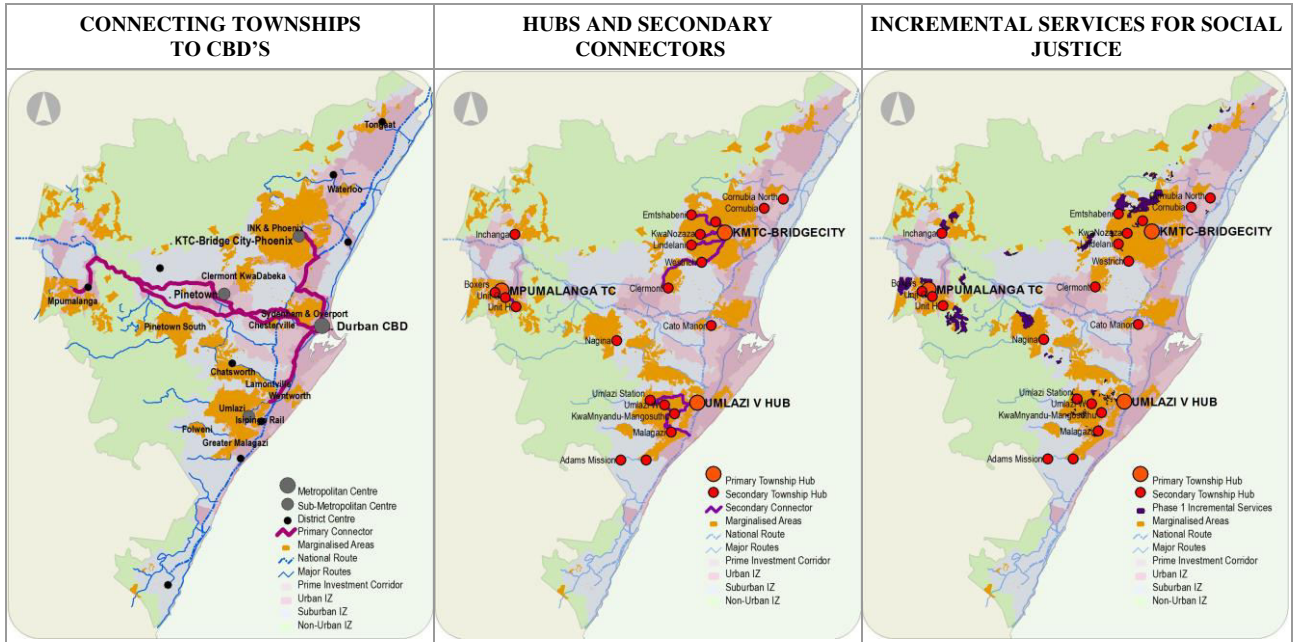 CONNECTING TOWNSHIPS
TO CBD'S
HUBS AND SECONDARY
CONNECTORS
INCREMENTAL SERVICES FOR SOCIAL
JUSTICE
Tongaat
Waterloo
INK & Phoenix
KTC-Bridge City-Phoenix
Clermont KwaDabeka
Pinetown
Mpumalanga
Sydenham & Overport
Chesterville
Durban CBD
Pinetown South
Chatsworth
Lamontville
Wentworth
Umlazi
Isipingo Rail
Folweni
Greater Malagazi
Metropolitan Centre
Sub-Metropolitan Centre
District Centre
Primary Connector
Marginalised Areas
National Route
Major Routes
Prime Investment Corridor
Urban IZ
Suburban IZ
Non-Urban IZ
Cornubia North
Cornubia
Emtshabeni
KwaNozaza
KMTC-BRIDGECITY
Lindelani
Inchanga
Westrich
Clermont
Boxers
MPUMALANGA TC
Unit H
Cato Manor
Nagina
Umlazi Station
Umlazi W
UMLAZI V HUB
KwaMnyandu-Mangosuthu
Malagazi
Adams Mission
Primary Township Hub
Secondary Township Hub
Secondary Connector
Marginalised Areas
National Route
Major Routes
Prime Investment Corridor
Urban IZ
Suburban IZ
Non-Urban IZ
Cornubia North
Cornubia
Emtshabeni
KwaNozaza
KMTC-BRIDGECITY
Lindelani
Inchanga
Westrich
Clermont
Boxers
MPUMALANGA TC
Unit H
Cato Manor
Nagina
Umlazi Station
Umlazi W
UMLAZI V HUB
KwaMnyandu-Mangosuthu
Malagazi
Adams Mission
Primary Township Hub
Secondary Township Hub
Phase 1 Incremental Services
Marginalised Areas
National Route
Major Routes
Prime Investment Corridor
Urban IZ
Suburban IZ
Non-Urban IZ